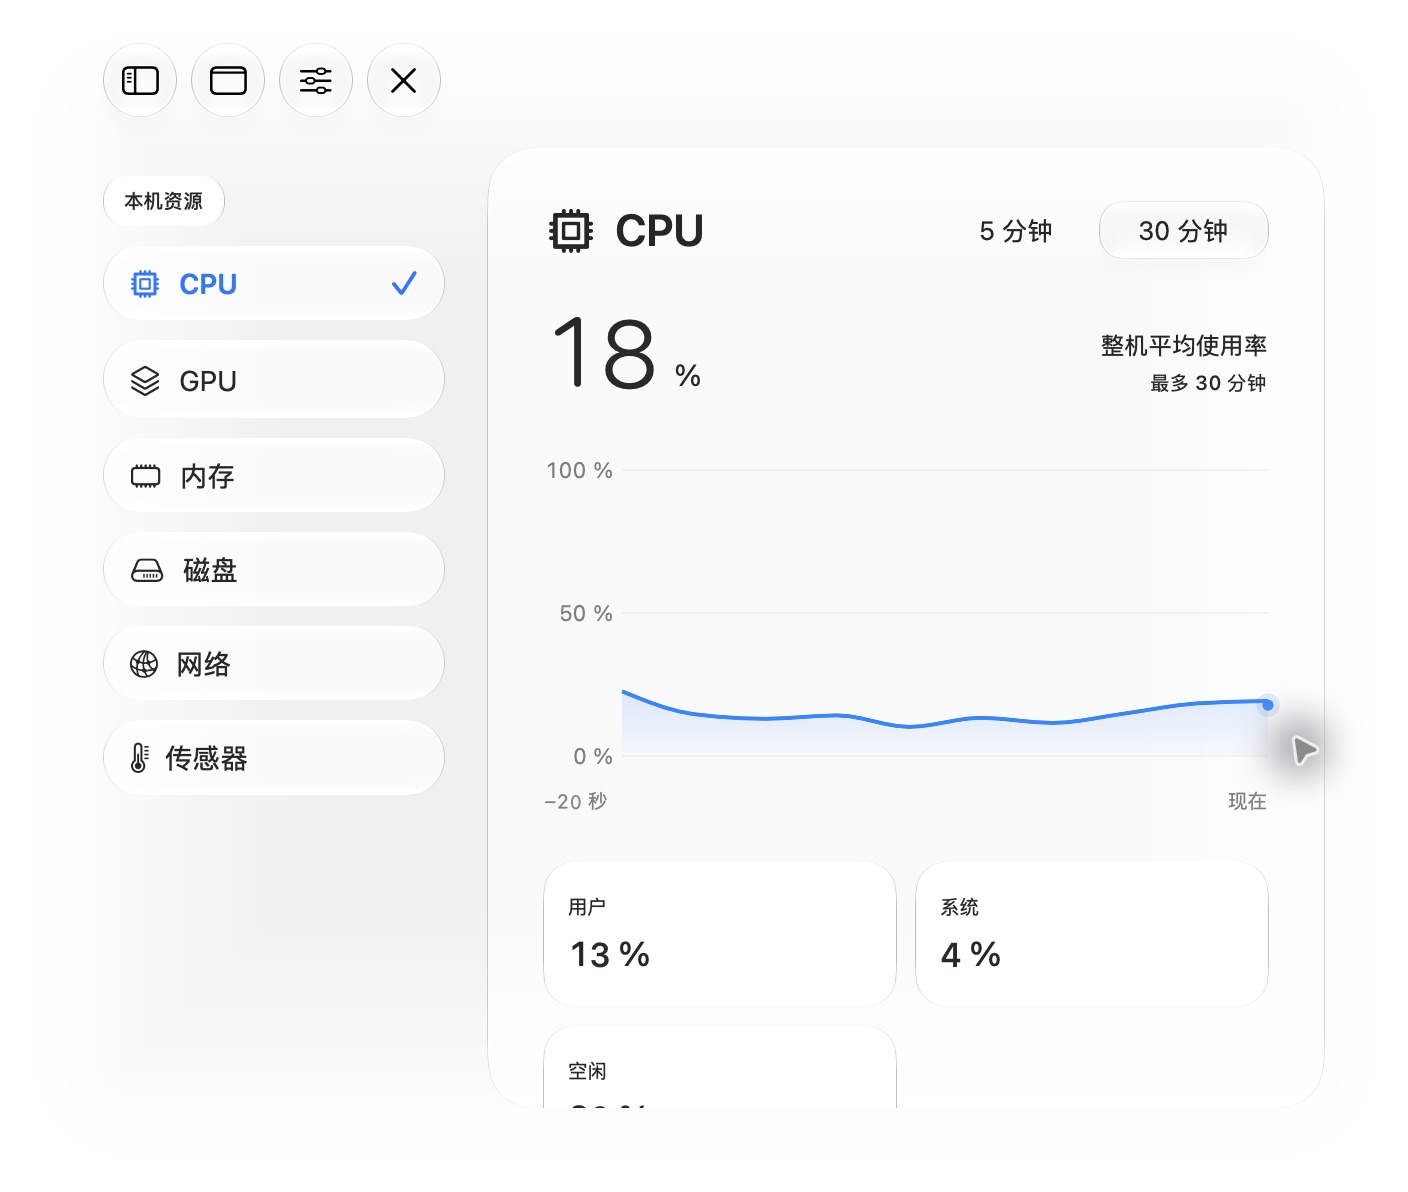 本机资源
CPU
GPU
内存
磁盘
网络
传感器
CPU
5 分钟
30 分钟
18 %
整机平均使用率
最多 30 分钟
100 %
50 %
0 %
−20 秒
现在
用户
13 %
系统
4 %
空闲